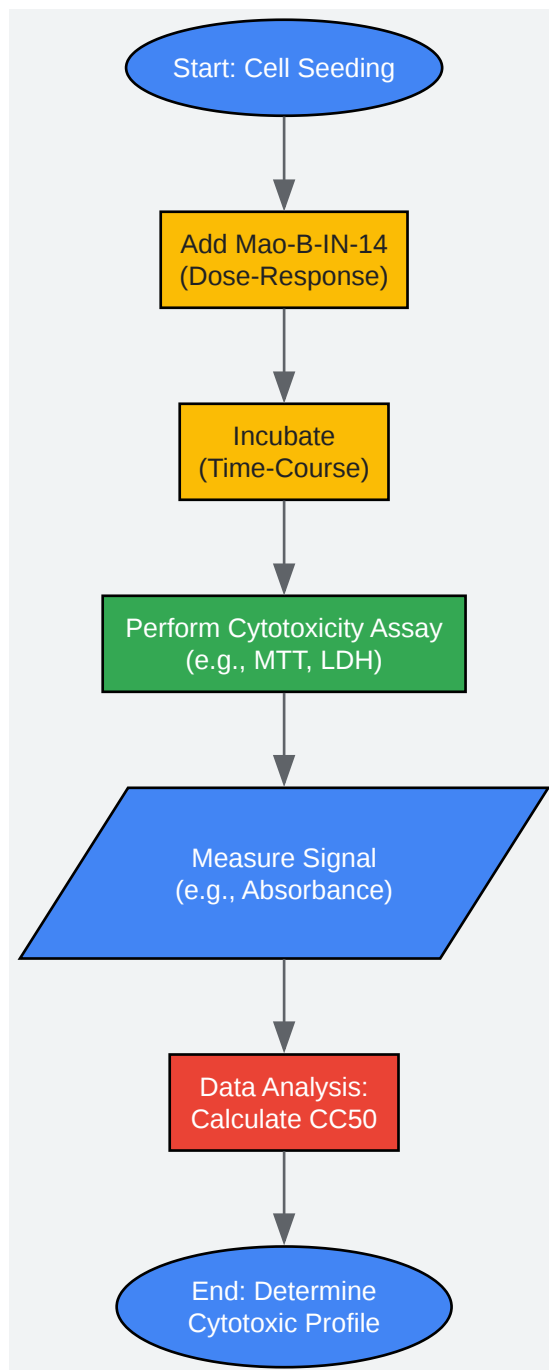 Start: Cell Seeding
Add Mao-B-IN-14
(Dose-Response)
Incubate
(Time-Course)
Perform Cytotoxicity Assay
(e.g., MTT, LDH)
Measure Signal
(e.g., Absorbance)
Data Analysis:
Calculate CC50
End: Determine
Cytotoxic Profile